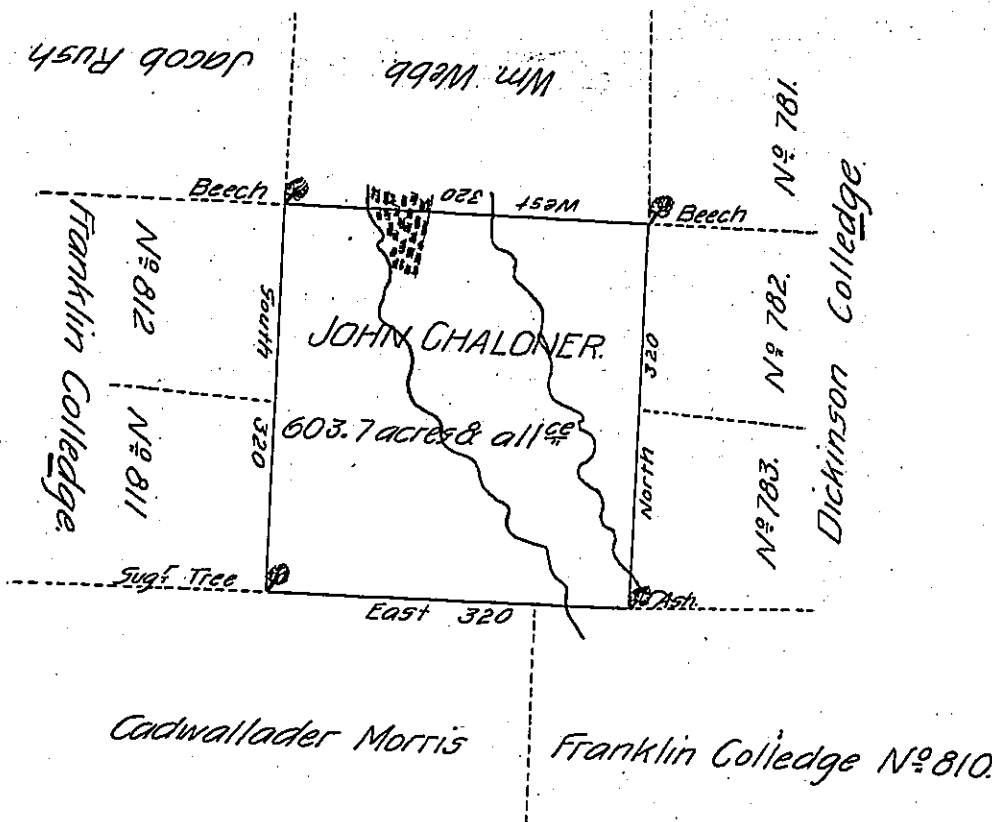 Jacob Rush
Wm. Webb
Nº 781.
Beech
320
West
Beech
Franklin Colledge.
Nº 812
South
JOHN CHALONER.
320
Nº 782.
Dickinson Colledge.
603.7 acres & all ce
320
Nº 811
North
Nº 783.
Sugr. Tree
East 320
Ash.
Cadwallader Morris
Franklin Colledge Nº 810.